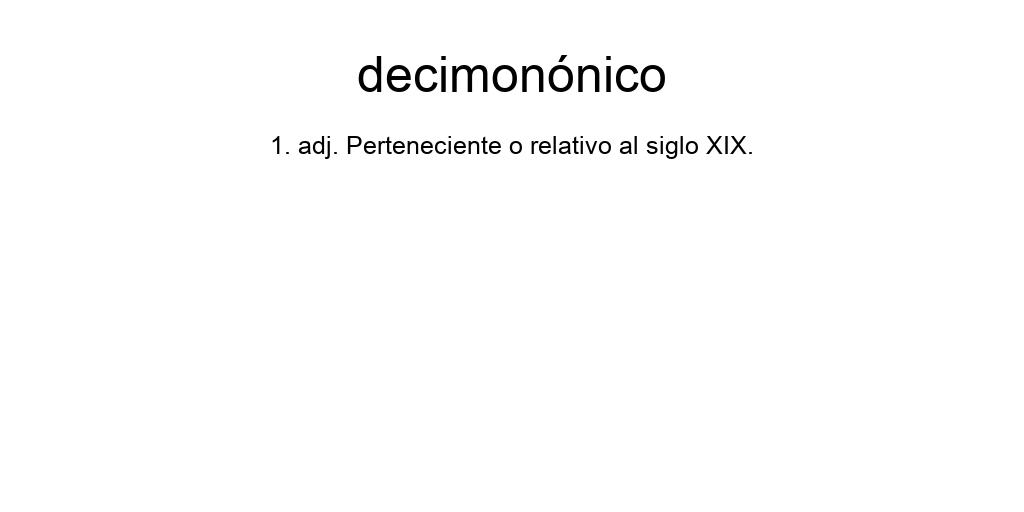 decimonónico
1. adj. Perteneciente o relativo al siglo XIX.